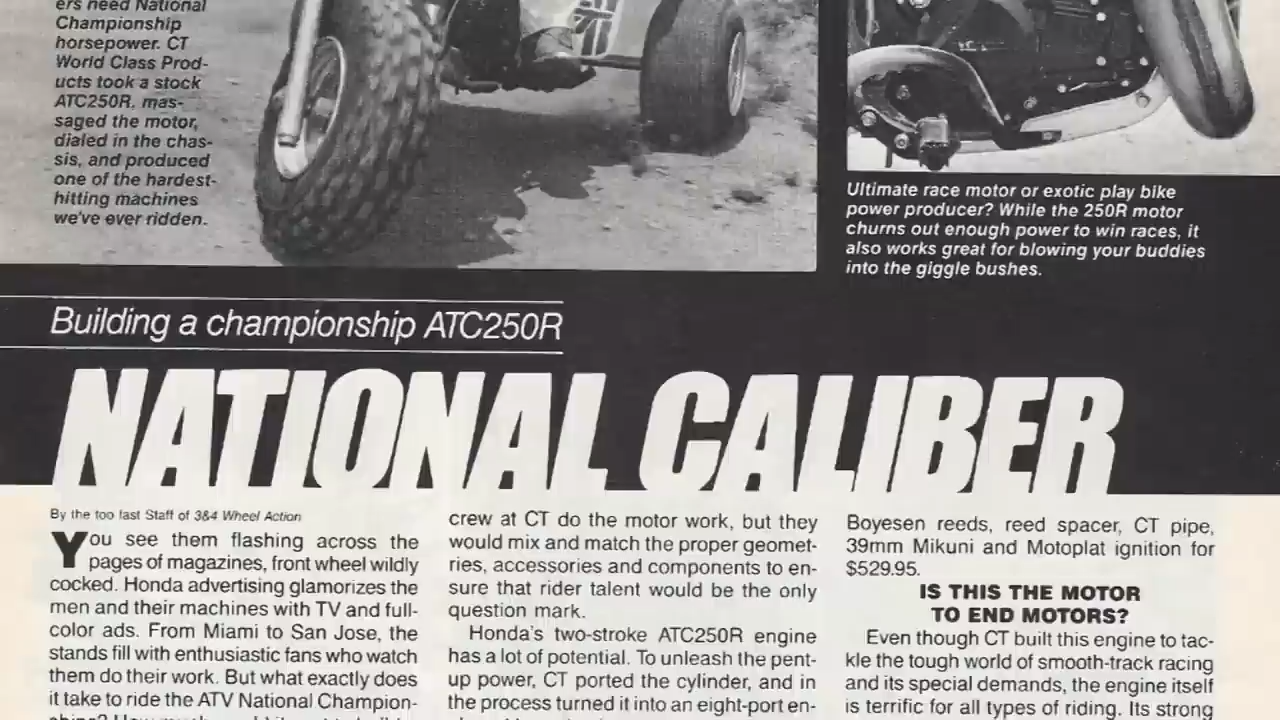 ers need National
Championship
horsepower. CT
World Class Prod-
ucts took a stock
ATC250R, mas-
saged the motor,
dialed in the chas-
sis, and produced
one of the hardest-
hitting machines
we've ever ridden.
Ultimate race motor or exotic play bike
power producer? While the 250R motor
churns out enough power to win races, it
also works great for blowing your buddies
into the giggle bushes.
Building a championship ATC250R
NATIONAL CALIBER
By the too fast Staff of 3&4 Wheel Action
You see them flashing across the
pages of magazines, front wheel wildly
cocked. Honda advertising glamorizes the
men and their machines with TV and full-
color ads. From Miami to San Jose, the
stands fill with enthusiastic fans who watch
them do their work. But what exactly does
it take to ride the ATV National Champion-
crew at CT do the motor work, but they
would mix and match the proper geomet-
ries, accessories and components to en-
sure that rider talent would be the only
question mark.
Honda's two-stroke ATC250R engine
has a lot of potential. To unleash the pent-
up power, CT ported the cylinder, and in
the process turned it into an eight-port en-
Boyesen reeds, reed spacer, CT pipe,
39mm Mikuni and Motoplat ignition for
$529.95.
IS THIS THE MOTOR
TO END MOTORS?
Even though CT built this engine to tac-
kle the tough world of smooth-track racing
and its special demands, the engine itself
is terrific for all types of riding. Its strong